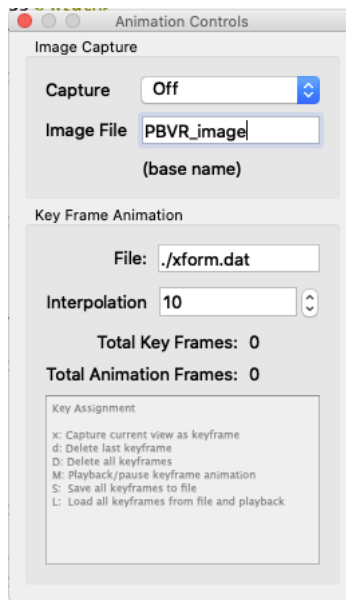 Animation Controls
Image Capture
Capture Off
Image File PBVR_image
(base name)
Key Frame Animation
File: ./xform.dat
Interpolation 10
Total Key Frames: 0
Total Animation Frames: 0
Key Assignment
x: Capture current view as keyframe
d: Delete last keyframe
D: Delete all keyframes
M: Playback/pause keyframe animation
S: Save all keyframes to file
L: Load all keyframes from file and playback